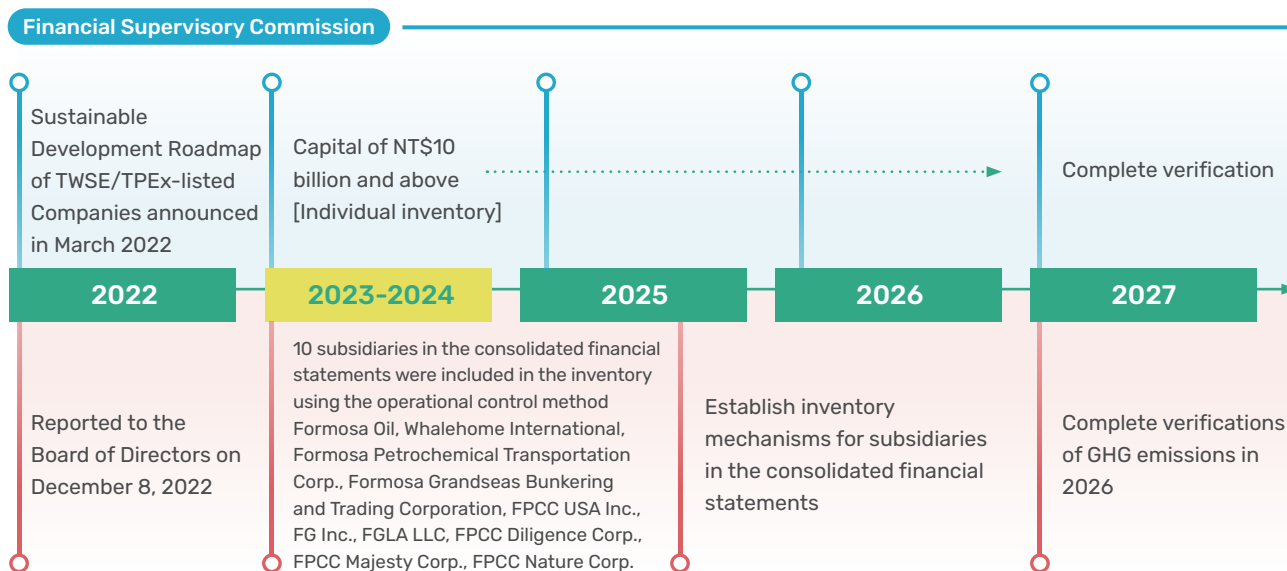 Financial Supervisory Commission
Sustainable
Development Roadmap
of TWSE/TPEx-listed
Companies announced
in March 2022
Capital of NT$10
billion and above
[Individual inventory]
Complete verification
2022
2023-2024
2025
2026
2027
Reported to the
Board of Directors on
December 8, 2022
10 subsidiaries in the consolidated financial
statements were included in the inventory
using the operational control method
Formosa Oil, Whalehome International,
Formosa Petrochemical Transportation
Corp., Formosa Grandseas Bunkering
and Trading Corporation, FPCC USA Inc.,
FG Inc., FGLA LLC, FPCC Diligence Corp.,
FPCC Majesty Corp., FPCC Nature Corp.
Establish inventory
mechanisms for subsidiaries
in the consolidated financial
statements
Complete verifications
of GHG emissions in
2026